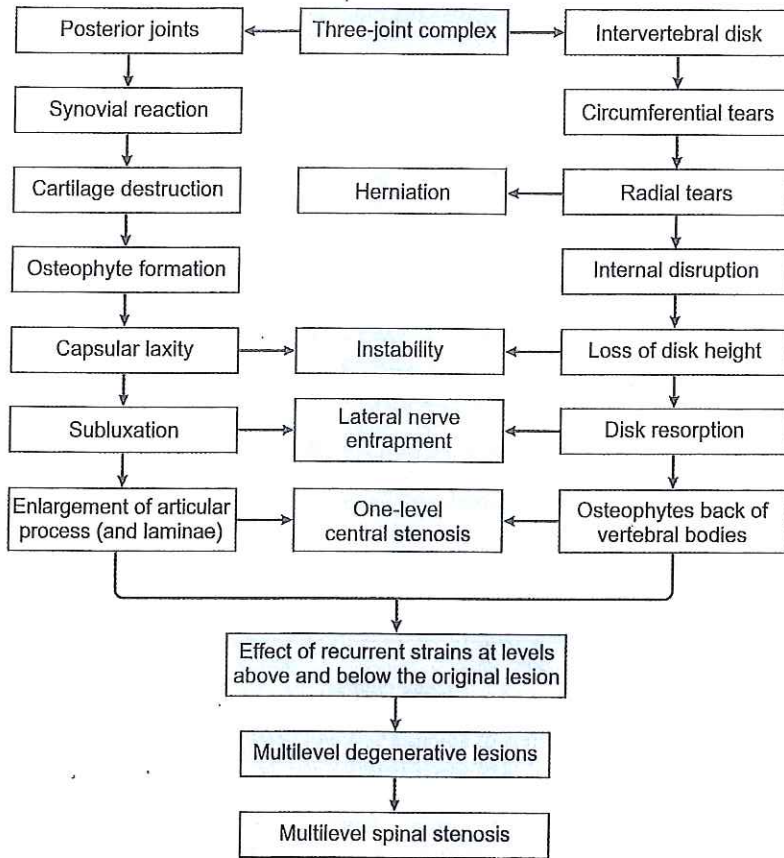 Posterior joints
Three-joint complex
Intervertebral disk
Synovial reaction
Circumferential tears
Cartilage destruction
Herniation
Radial tears
Osteophyte formation
Internal disruption
Capsular laxity
Instability
Loss of disk height
Subluxation
Lateral nerve
entrapment
Disk resorption
Enlargement of articular
process (and laminae)
One-level
central stenosis
Osteophytes back of
vertebral bodies
Effect of recurrent strains at levels
above and below the original lesion
Multilevel degenerative lesions
Multilevel spinal stenosis